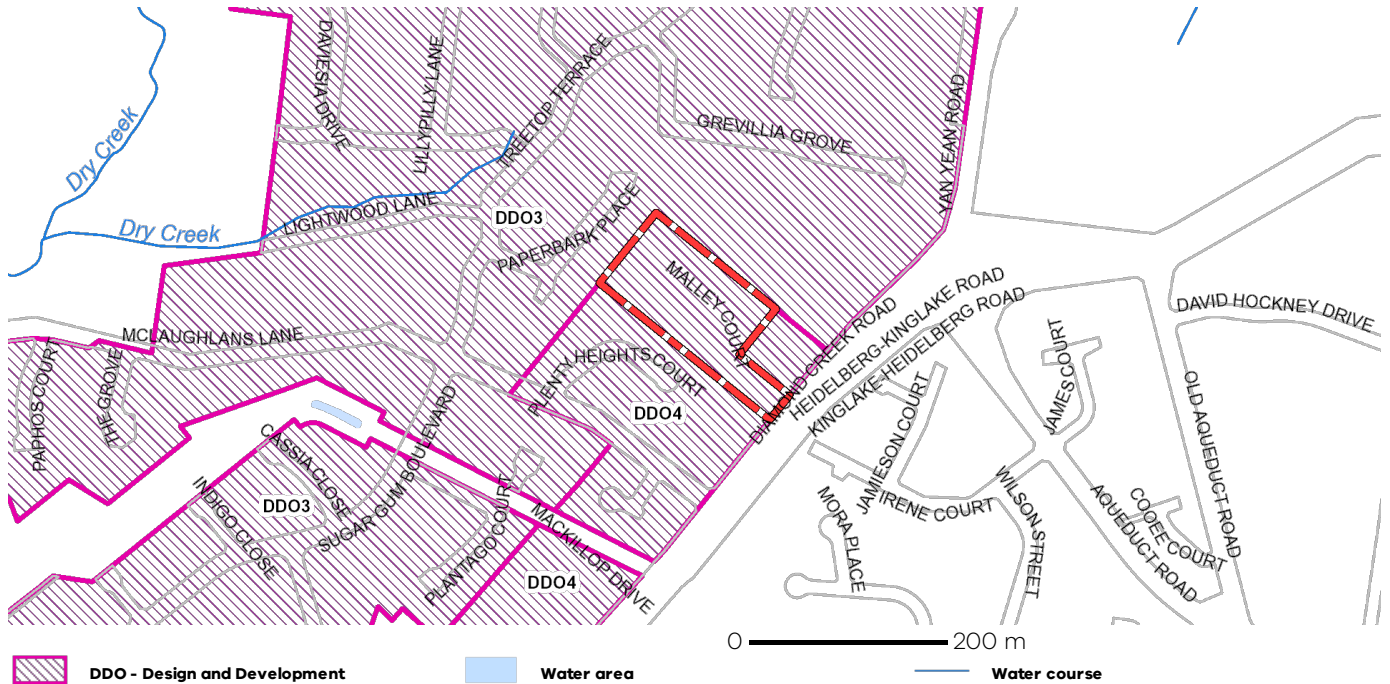 DAVIESIA DRIVE
LILLYPILLY LANE
TREETOP TERRACE
GREVILLIA GROVE
YAN YEAN ROAD
Dry Creek
Dry Creek
LIGHTWOOD LANE
DDO3
PAPERBARK PLACE
MALLEY COURT
DIAMOND CREEK ROAD
HEIDELBERG-KINGLAKE ROAD
KINGLAKE-HEIDELBERG ROAD
DAVID HOCKNEY DRIVE
MCLAUGHLANS LANE
PAPHOS COURT
THE GROVE
PLENTY HEIGHTS COURT
DDO4
JAMES COURT
JAMIESON COURT
OLD AQUEDUCT ROAD
CASSIA CLOSE
SUGAR GUM BOULEVARD
INDIGO CLOSE
DDO3
PLANTAGO COURT
MACKILLOP DRIVE
DDO4
MORA PLACE
IRENE COURT
WILSON STREET
AQUEDUCT ROAD
COOEE COURT
0 200 m
DDO - Design and Development
Water area
Water course